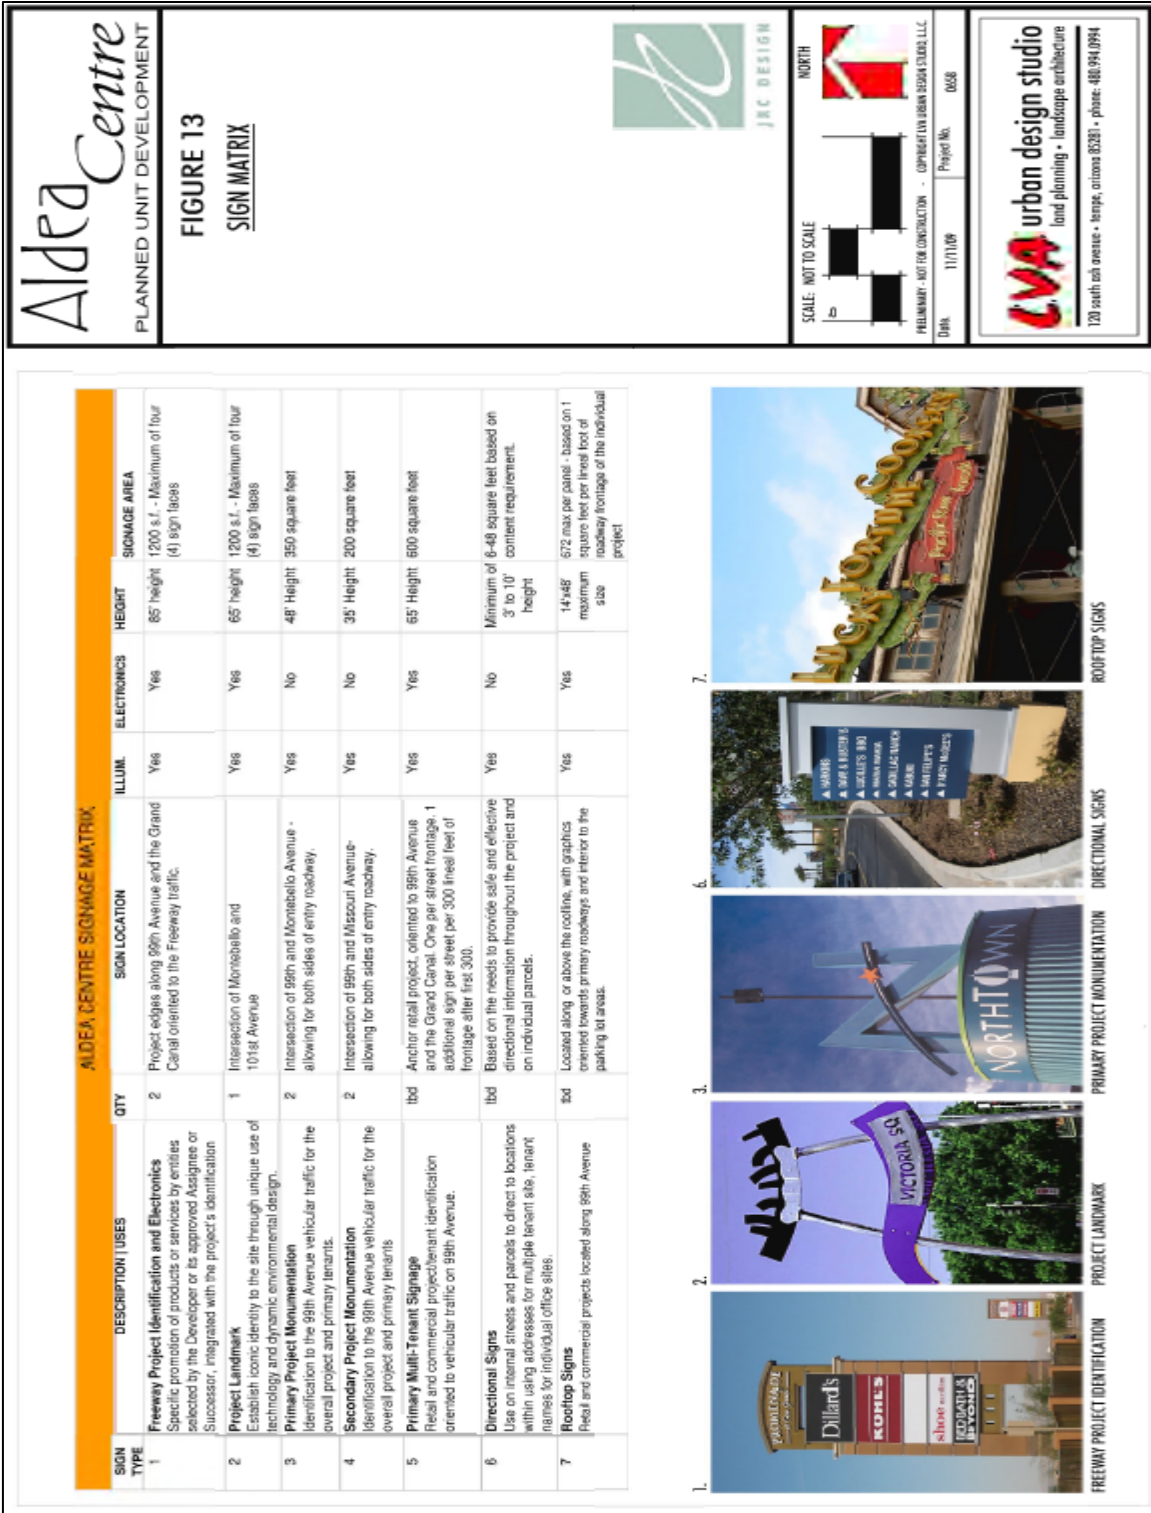 ALDEA CENTRE SIGNAGE MATRIX
SIGN TYPE DESCRIPTION | USES QTY SIGN LOCATION ILLUM. ELECTRONICS HEIGHT SIGNAGE AREA
1 Freeway Project Identification and Electronics 2 Project edges along 99th Avenue and the Grand Yes Yes 85' height 1200 s.f. - Maximum of four
Specific promotion of products or services by entities Canal oriented to the Freeway traffic. (4) sign faces
selected by the Developer or its approved Assignee or
Successor, integrated with the project's identification
2 Project Landmark 1 Intersection of Montebello and Yes Yes 65' height 1200 s.f. - Maximum of four
Establish iconic identity to the site through unique use of 101st Avenue (4) sign faces
technology and dynamic environmental design.
3 Primary Project Monumentation 2 Intersection of 99th and Montebello Avenue - Yes No 48' Height 350 square feet
Identification to the 99th Avenue vehicular traffic for the allowing for both sides of entry roadway.
overall project and primary tenants.
4 Secondary Project Monumentation 2 Intersection of 99th and Missouri Avenue- Yes No 35' Height 200 square feet
Identification to the 99th Avenue vehicular traffic for the allowing for both sides of entry roadway.
overall project and primary tenants
5 Primary Multi-Tenant Signage tbd Anchor retail project, oriented to 99th Avenue Yes Yes 65' Height 600 square feet
Retail and commercial project/tenant identification and the Grand Canal. One per street frontage. 1
oriented to vehicular traffic on 99th Avenue. additional sign per street per 300 lineal feet of
frontage after first 300.
6 Directional Signs tbd Based on the needs to provide safe and effective Yes No Minimum of 6-48 square feet based on
Use on internal streets and parcels to direct to locations directional information throughout the project and 3' to 10' content requirement.
within using addresses for multiple tenant site, tenant on individual parcels. height
names for individual office sites.
7 Rooftop Signs tbd Located along or above the roofline, with graphics Yes Yes 14'x48' 672 max per panel - based on 1
Retail and commercial projects located along 99th Avenue oriented towards primary roadways and interior to the maximum square feet per lineal foot of
parking lot areas. size roadway frontage of the individual
project
1.
PROMENADE
Dillard's
KOHL'S
shoe
BED BATH &
BEYOND
FREEWAY PROJECT IDENTIFICATION
2.
VICTORIA SQ
PROJECT LANDMARK
3.
NORTHTOWN
PRIMARY PROJECT MONUMENTATION
6.
HARKINS
DAVE & BUSTER'S
LUCILLE'S BBQ
CADILLAC RANCH
KABUKI
SAN FELIPE'S
DIRECTIONAL SIGNS
7.
LUCKY FORTUNE COOKERY
ROOFTOP SIGNS
Aldea
Centre
PLANNED UNIT DEVELOPMENT
FIGURE 13
SIGN MATRIX
JRC DESIGN
SCALE: NOT TO SCALE NORTH
PRELIMINARY - NOT FOR CONSTRUCTION - COPYRIGHT LVA URBAN DESIGN STUDIO, L.L.C.
Date. 11/11/09 Project No. 0658
LVA urban design studio
land planning • landscape architecture
120 south ash avenue • tempe, arizona 85281 • phone: 480.994.0994